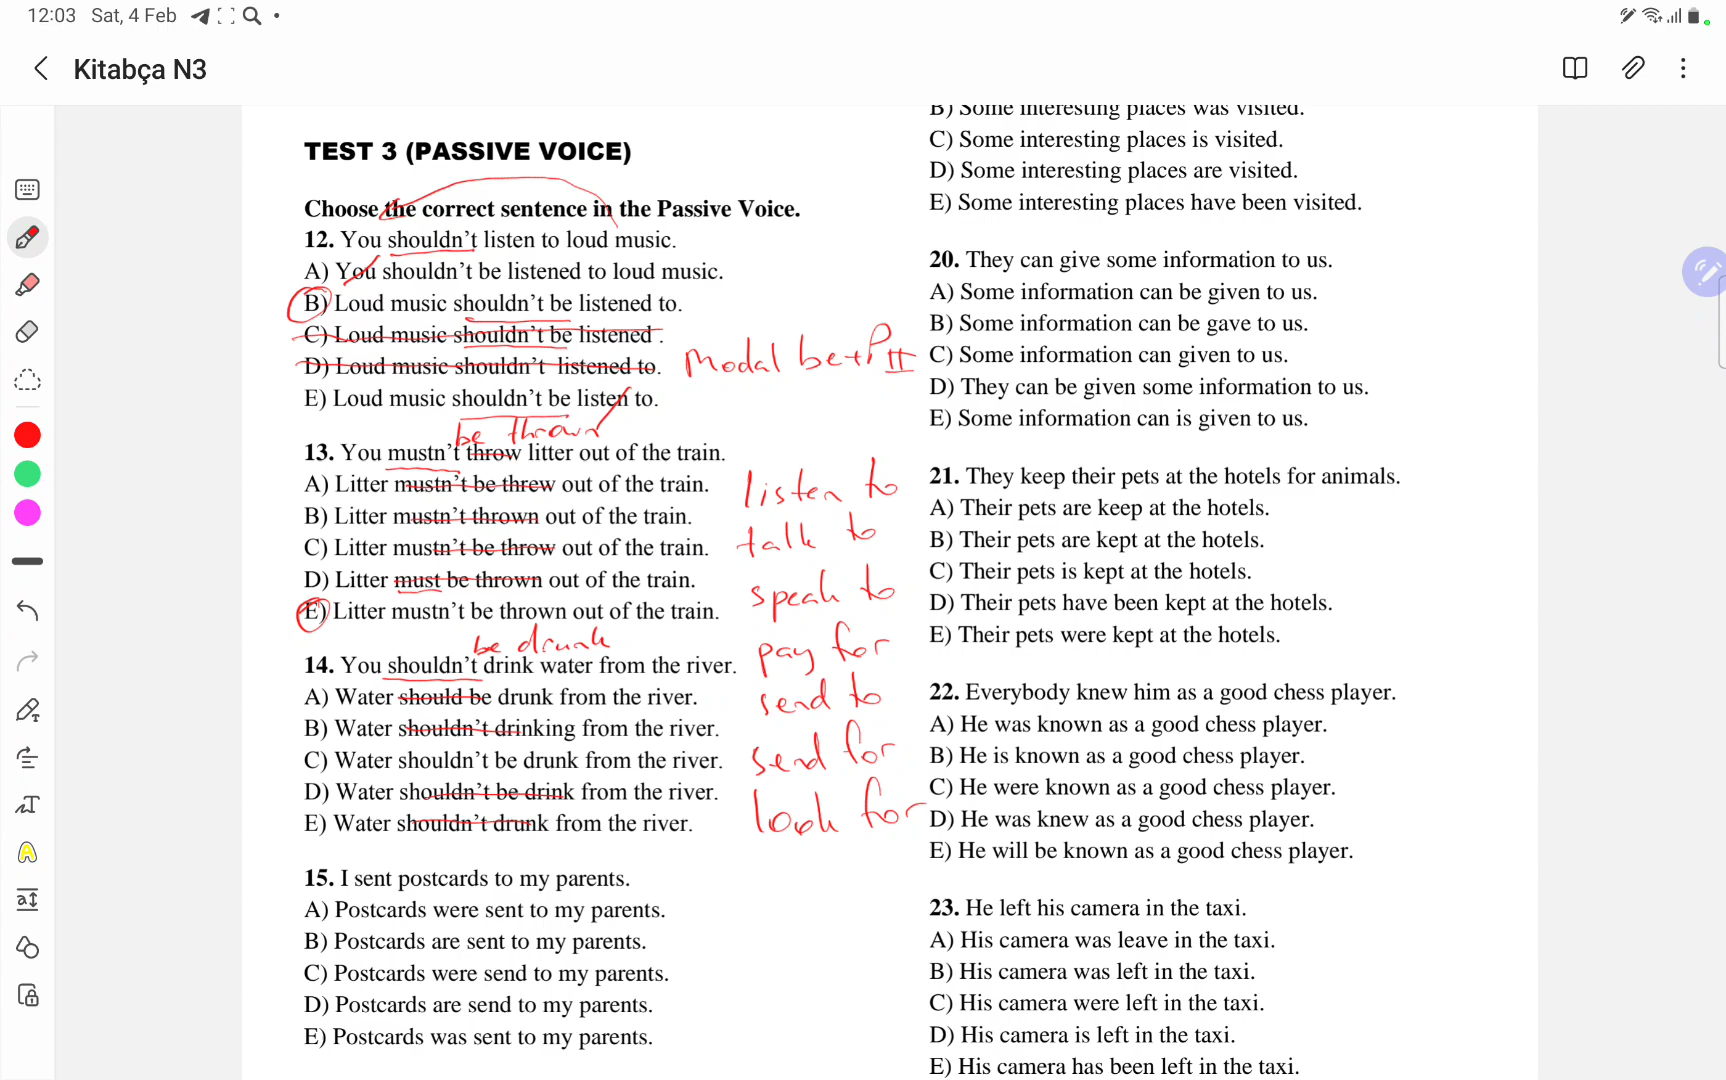 12:03 Sat, 4 Feb
Kitabça N3
TEST 3 (PASSIVE VOICE)
Choose the correct sentence in the Passive Voice.
12. You shouldn't listen to loud music.
A) You shouldn't be listened to loud music.
B) Loud music shouldn't be listened to.
C) Loud music shouldn't be listened .
D) Loud music shouldn't listened to.
Modal be+PII
E) Loud music shouldn't be listen to.
be thrown
13. You mustn't throw litter out of the train.
A) Litter mustn't be threw out of the train.
B) Litter mustn't thrown out of the train.
C) Litter mustn't be throw out of the train.
D) Litter must be thrown out of the train.
E) Litter mustn't be thrown out of the train.
be drunk
14. You shouldn't drink water from the river.
A) Water should be drunk from the river.
B) Water shouldn't drinking from the river.
C) Water shouldn't be drunk from the river.
D) Water shouldn't be drink from the river.
E) Water shouldn't drunk from the river.
listen to
talk to
speak to
pay for
send to
send for
look for
15. I sent postcards to my parents.
A) Postcards were sent to my parents.
B) Postcards are sent to my parents.
C) Postcards were send to my parents.
D) Postcards are send to my parents.
E) Postcards was sent to my parents.
B) Some interesting places was visited.
C) Some interesting places is visited.
D) Some interesting places are visited.
E) Some interesting places have been visited.
20. They can give some information to us.
A) Some information can be given to us.
B) Some information can be gave to us.
C) Some information can given to us.
D) They can be given some information to us.
E) Some information can is given to us.
21. They keep their pets at the hotels for animals.
A) Their pets are keep at the hotels.
B) Their pets are kept at the hotels.
C) Their pets is kept at the hotels.
D) Their pets have been kept at the hotels.
E) Their pets were kept at the hotels.
22. Everybody knew him as a good chess player.
A) He was known as a good chess player.
B) He is known as a good chess player.
C) He were known as a good chess player.
D) He was knew as a good chess player.
E) He will be known as a good chess player.
23. He left his camera in the taxi.
A) His camera was leave in the taxi.
B) His camera was left in the taxi.
C) His camera were left in the taxi.
D) His camera is left in the taxi.
E) His camera has been left in the taxi.